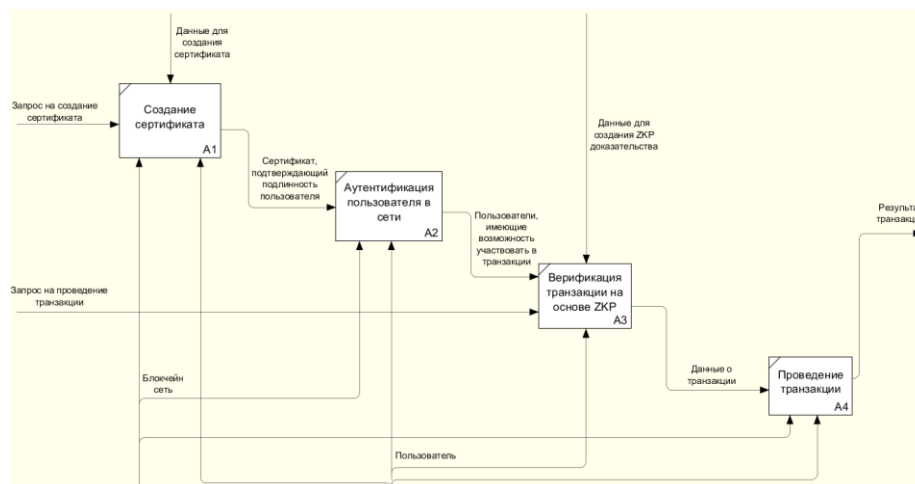 Данные для
создания
сертификата
Запрос на создание
сертификата
Создание
сертификата
A1
Данные для
создания ZKP
доказательства
Сертификат,
подтверждающий
подлинность
пользователя
Аутентификация
пользователя в
сети
A2
Пользователи,
имеющие
возможность
участвовать в
транзакции
Результа
транзакц
Запрос на проведение
транзакции
Верификация
транзакции на
основе ZKP
A3
Блокчейн
сеть
Данные о
транзакции
Проведение
транзакции
A4
Пользователь